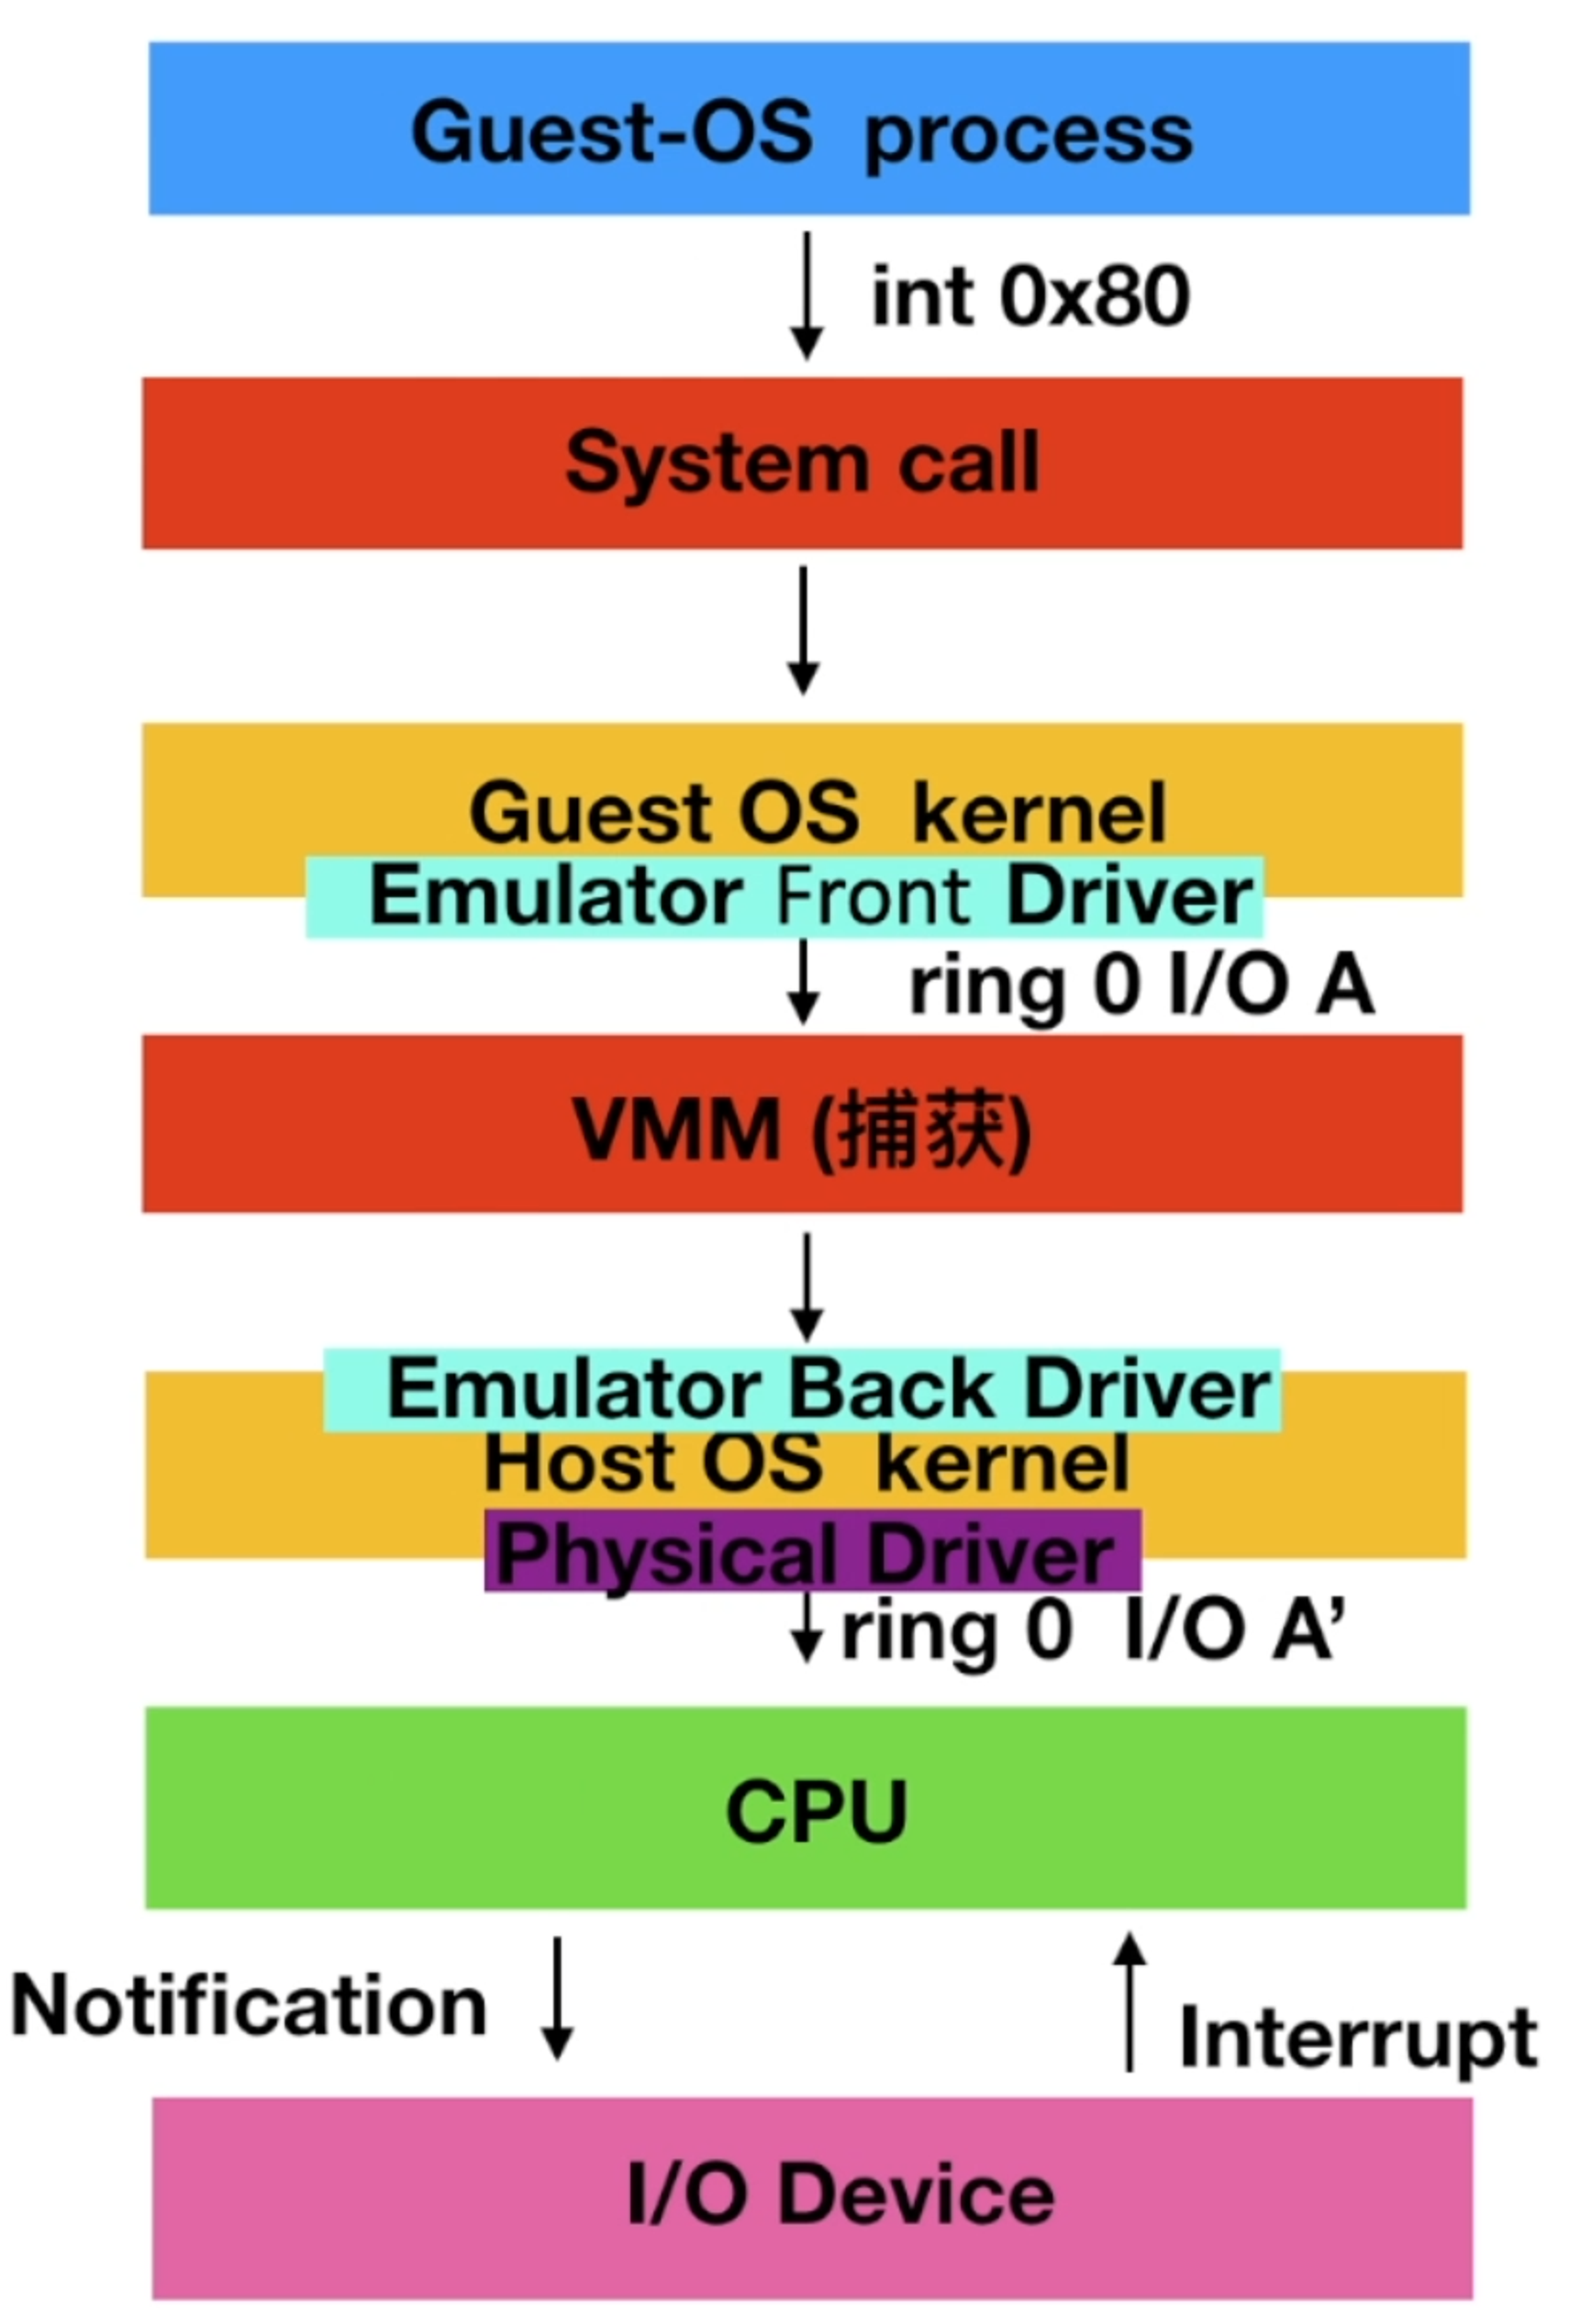 Guest-OS process
int 0x80
System call
Guest OS kernel
Emulator Front Driver
ring 0 I/O A
VMM (捕获)
Emulator Back Driver
Host OS kernel
Physical Driver
ring 0 I/O A’
CPU
Notification
Interrupt
I/O Device